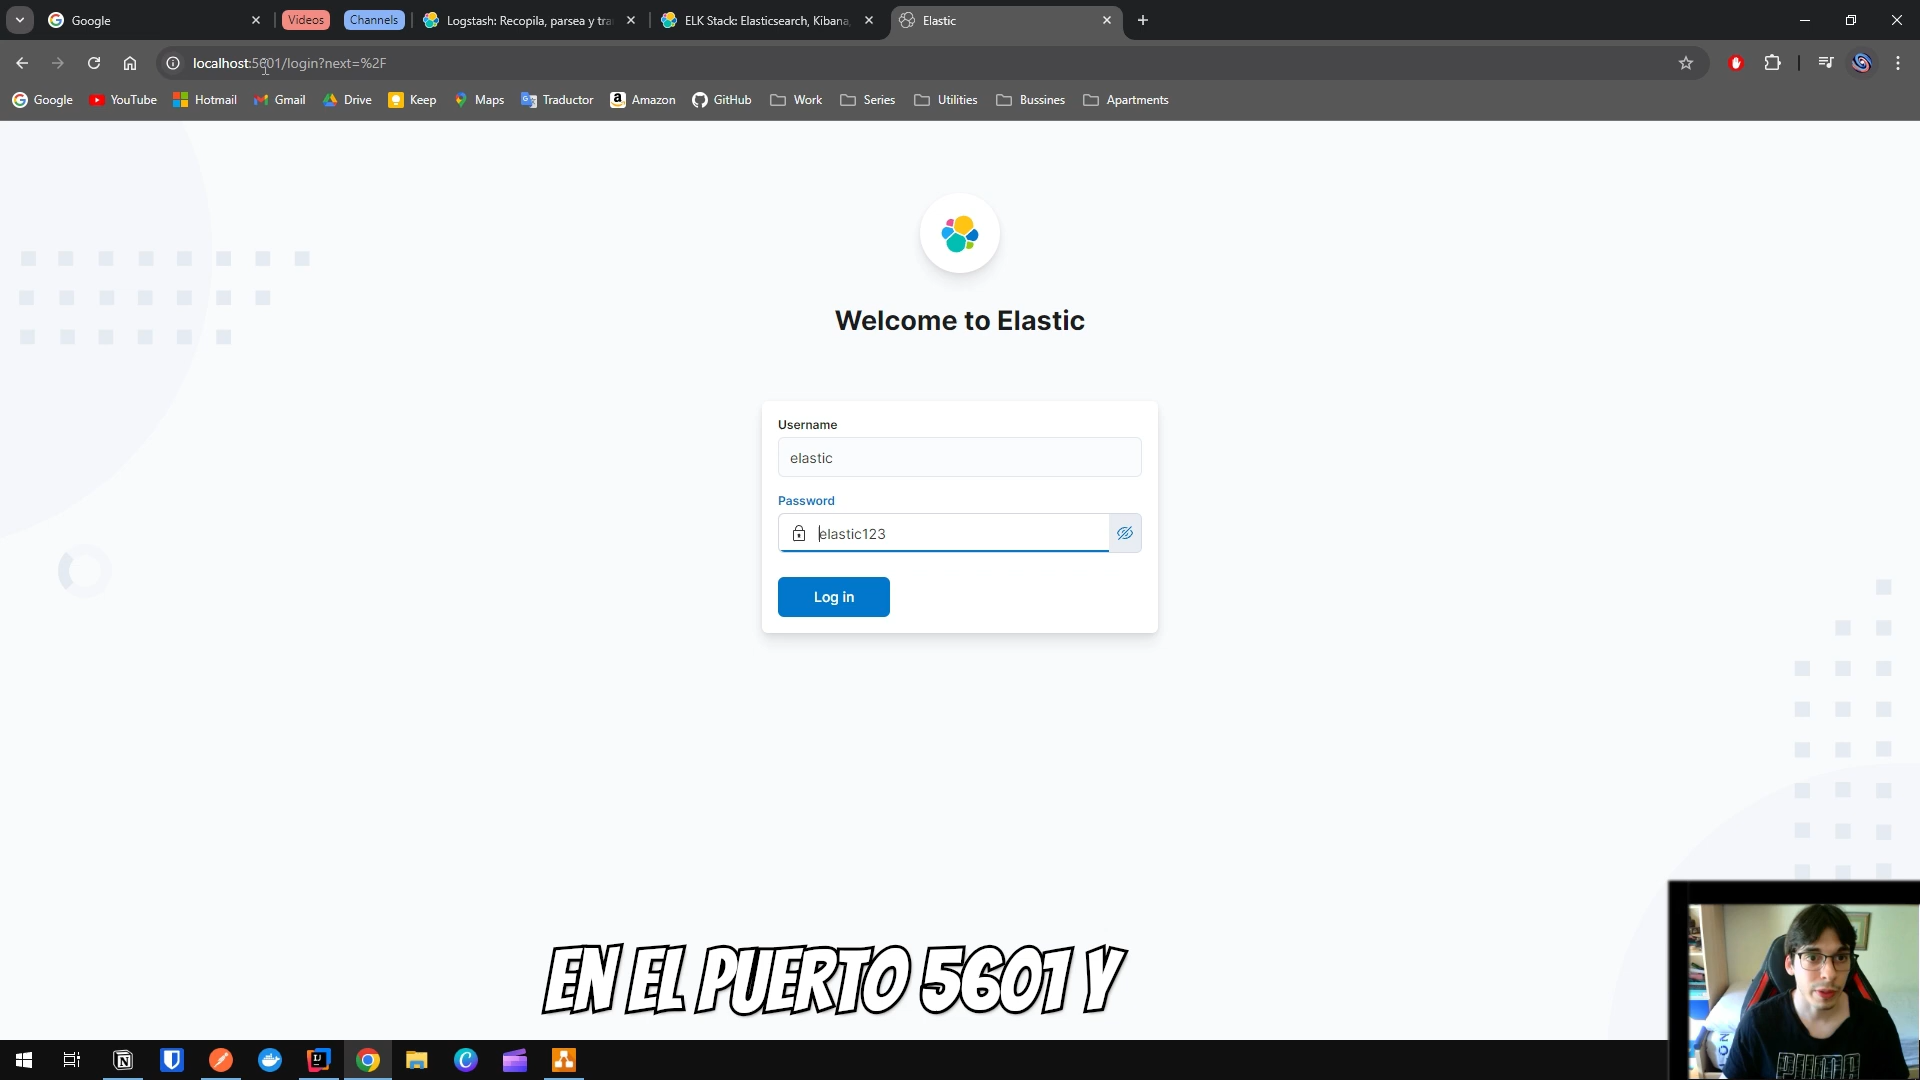 Google
Videos
Channels
Logstash: Recopila, parsea y tra
ELK Stack: Elasticsearch, Kibana,
Elastic
localhost:5601/login?next=%2F
Google
YouTube
Hotmail
Gmail
Drive
Keep
Maps
Traductor
Amazon
GitHub
Work
Series
Utilities
Bussines
Apartments
Welcome to Elastic
Username
elastic
Password
elastic123
Log in
EN EL PUERTO 5601 Y
PUMA